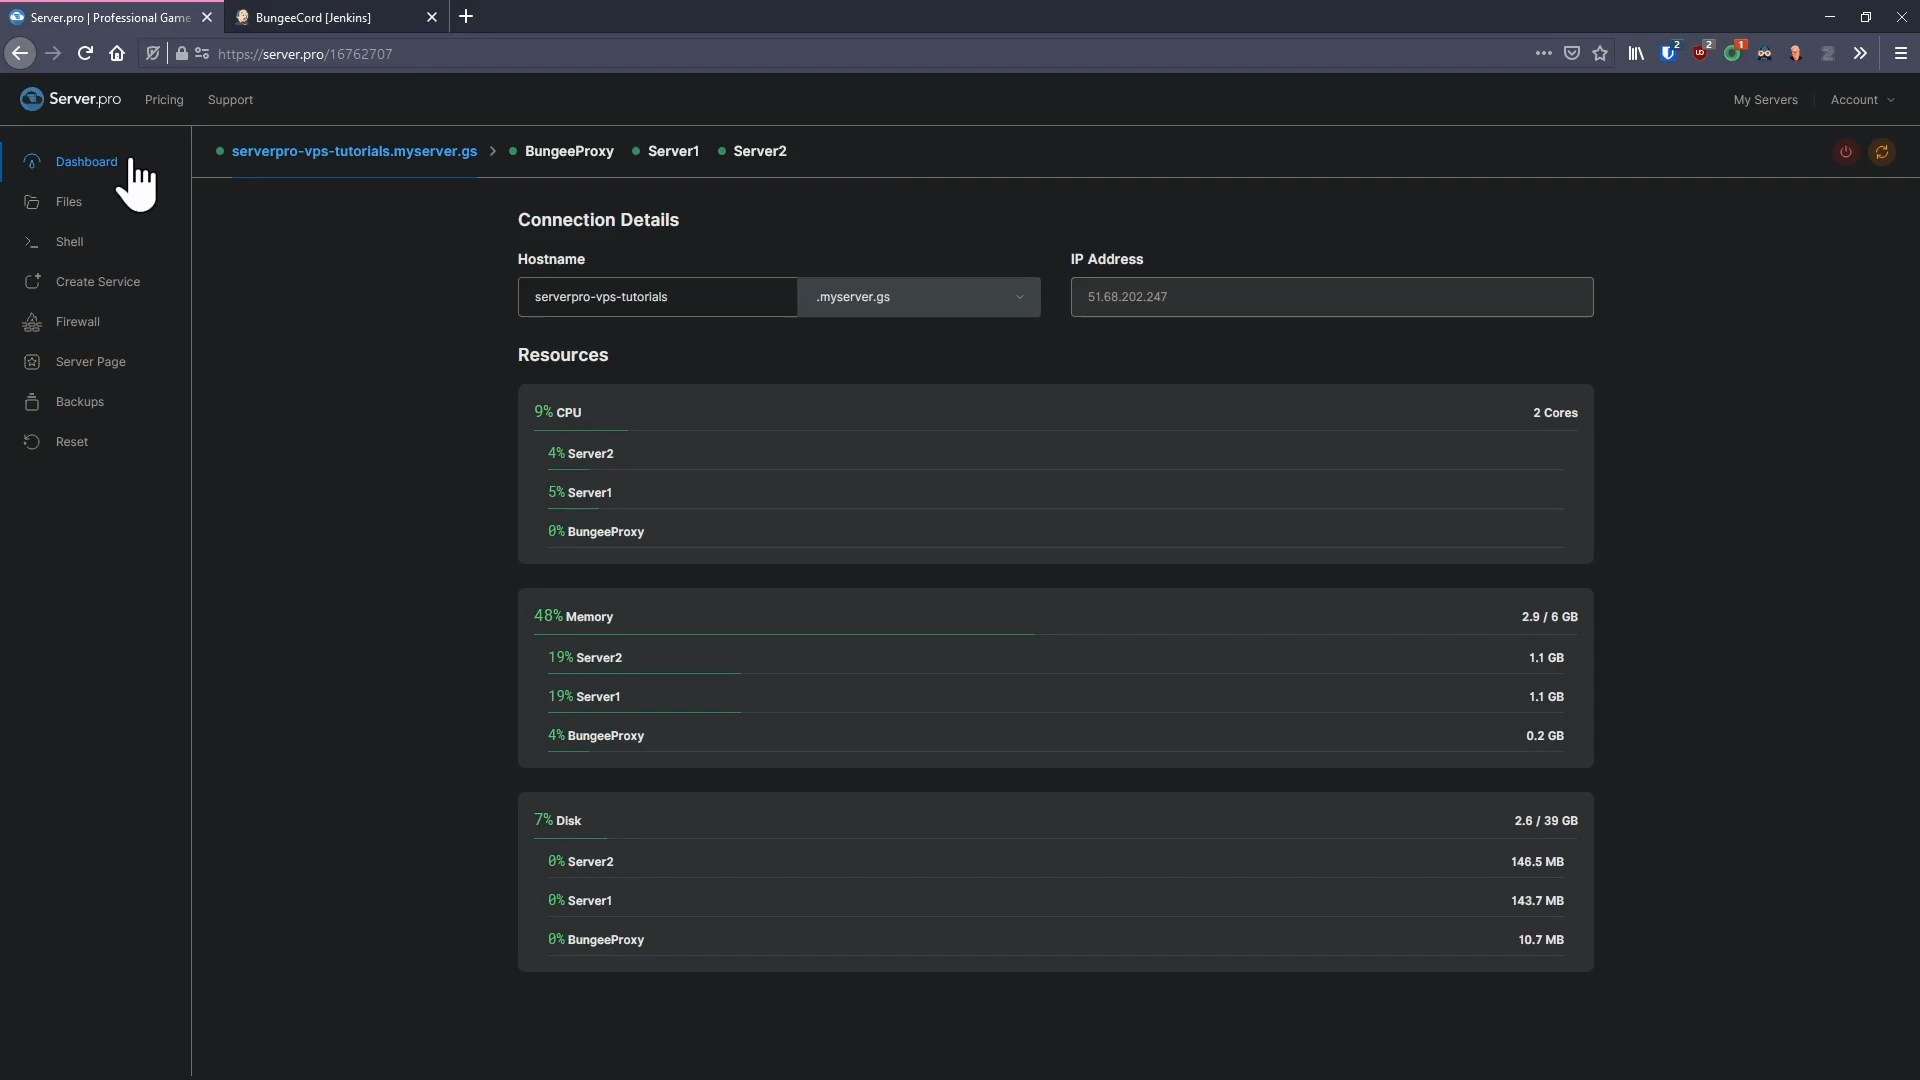 Server.pro | Professional Game
BungeeCord [Jenkins]
https://server.pro/16762707
2
2
1
Server.pro
Pricing
Support
My Servers
Account
Dashboard
Files
Shell
Create Service
Firewall
Server Page
Backups
Reset
serverpro-vps-tutorials.myserver.gs
BungeeProxy
Server1
Server2
Connection Details
Hostname
IP Address
serverpro-vps-tutorials
.myserver.gs
51.68.202.247
Resources
9% CPU
2 Cores
4% Server2
5% Server1
0% BungeeProxy
48% Memory
2.9 / 6 GB
19% Server2
1.1 GB
19% Server1
1.1 GB
4% BungeeProxy
0.2 GB
7% Disk
2.6 / 39 GB
0% Server2
146.5 MB
0% Server1
143.7 MB
0% BungeeProxy
10.7 MB